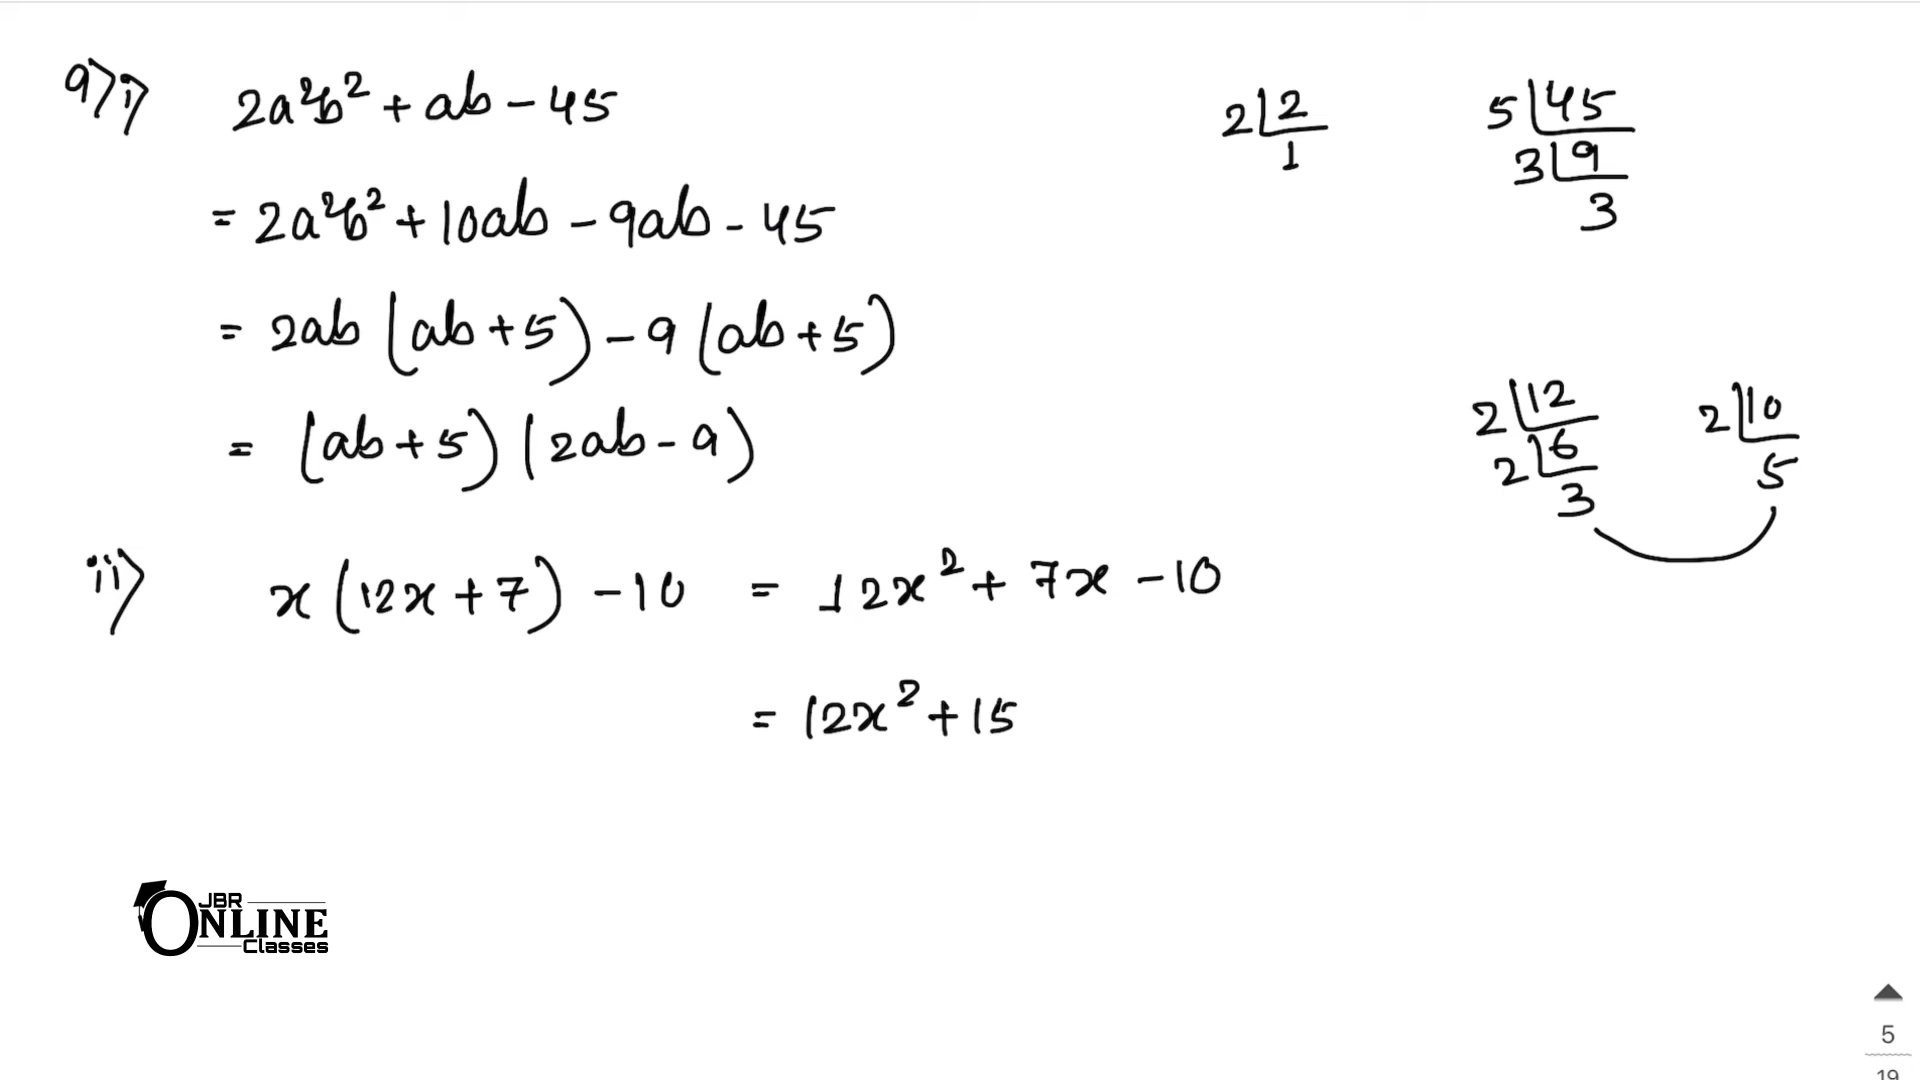 9) i) 2a²b² + ab - 45
= 2a²b² + 10ab - 9ab - 45
= 2ab (ab + 5) - 9 (ab + 5)
= (ab + 5) (2ab - 9)
ii) x (12x + 7) - 10 = 12x² + 7x - 10
= 12x² + 15
2 | 2
1
5 | 45
3 | 9
3
2 | 12
2 | 6
3
2 | 10
5
JBR
ONLINE
Classes
5
19